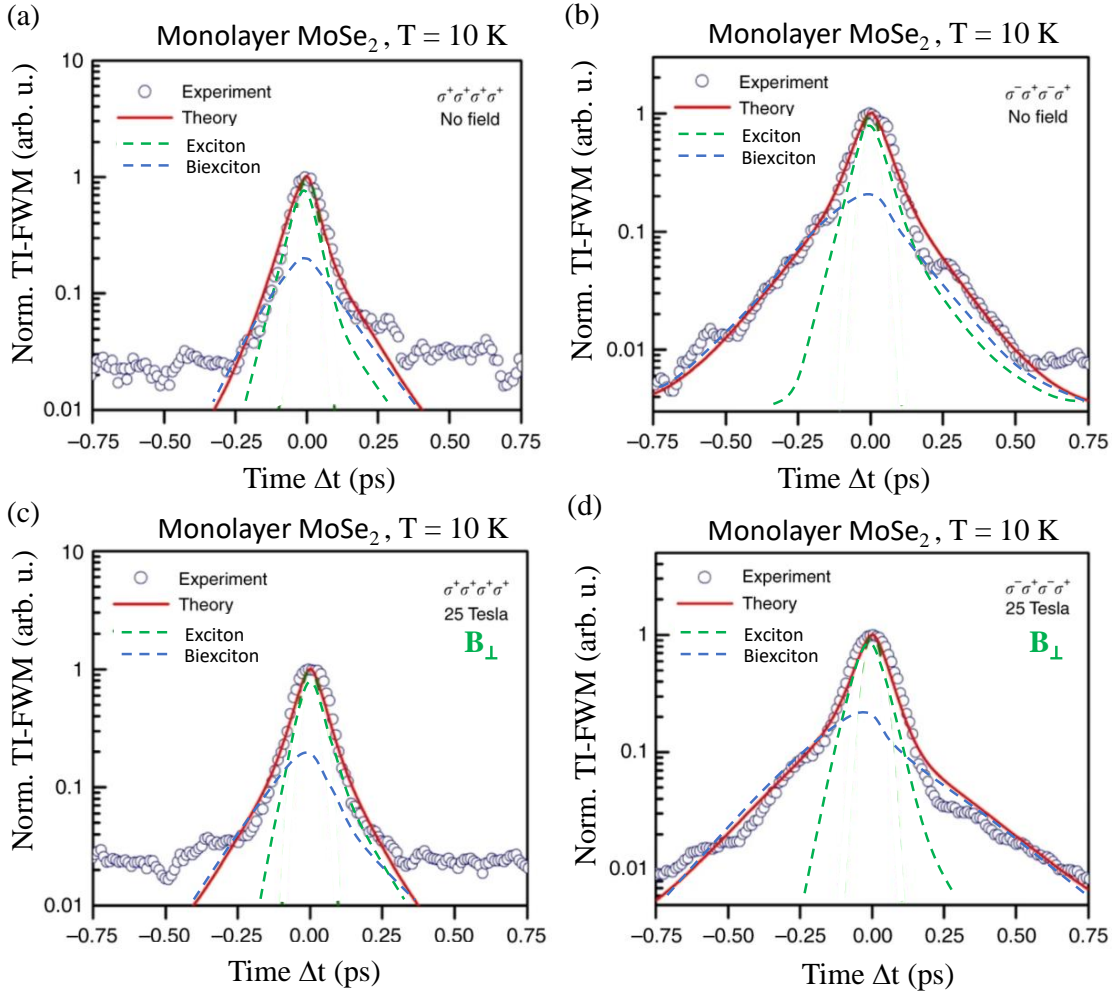 (a)
Monolayer MoSe₂ , T = 10 K
Norm. TI-FWM (arb. u.)
10
1
0.1
0.01
Experiment
Theory
Exciton
Biexciton
σ⁺σ⁺σ⁺σ⁺
No field
−0.75 −0.50 −0.25 0.00 0.25 0.50 0.75
Time Δt (ps)
(b)
Monolayer MoSe₂ , T = 10 K
Norm. TI-FWM (arb. u.)
1
0.1
0.01
Experiment
Theory
Exciton
Biexciton
σ⁻σ⁺σ⁻σ⁺
No field
−0.75 −0.50 −0.25 0.00 0.25 0.50 0.75
Time Δt (ps)
(c)
Monolayer MoSe₂ , T = 10 K
Norm. TI-FWM (arb. u.)
10
1
0.1
0.01
Experiment
Theory
Exciton
Biexciton
σ⁺σ⁺σ⁺σ⁺
25 Tesla
B⊥
−0.75 −0.50 −0.25 0.00 0.25 0.50 0.75
Time Δt (ps)
(d)
Monolayer MoSe₂ , T = 10 K
Norm. TI-FWM (arb. u.)
1
0.1
0.01
Experiment
Theory
Exciton
Biexciton
σ⁻σ⁺σ⁻σ⁺
25 Tesla
B⊥
−0.75 −0.50 −0.25 0.00 0.25 0.50 0.75
Time Δt (ps)